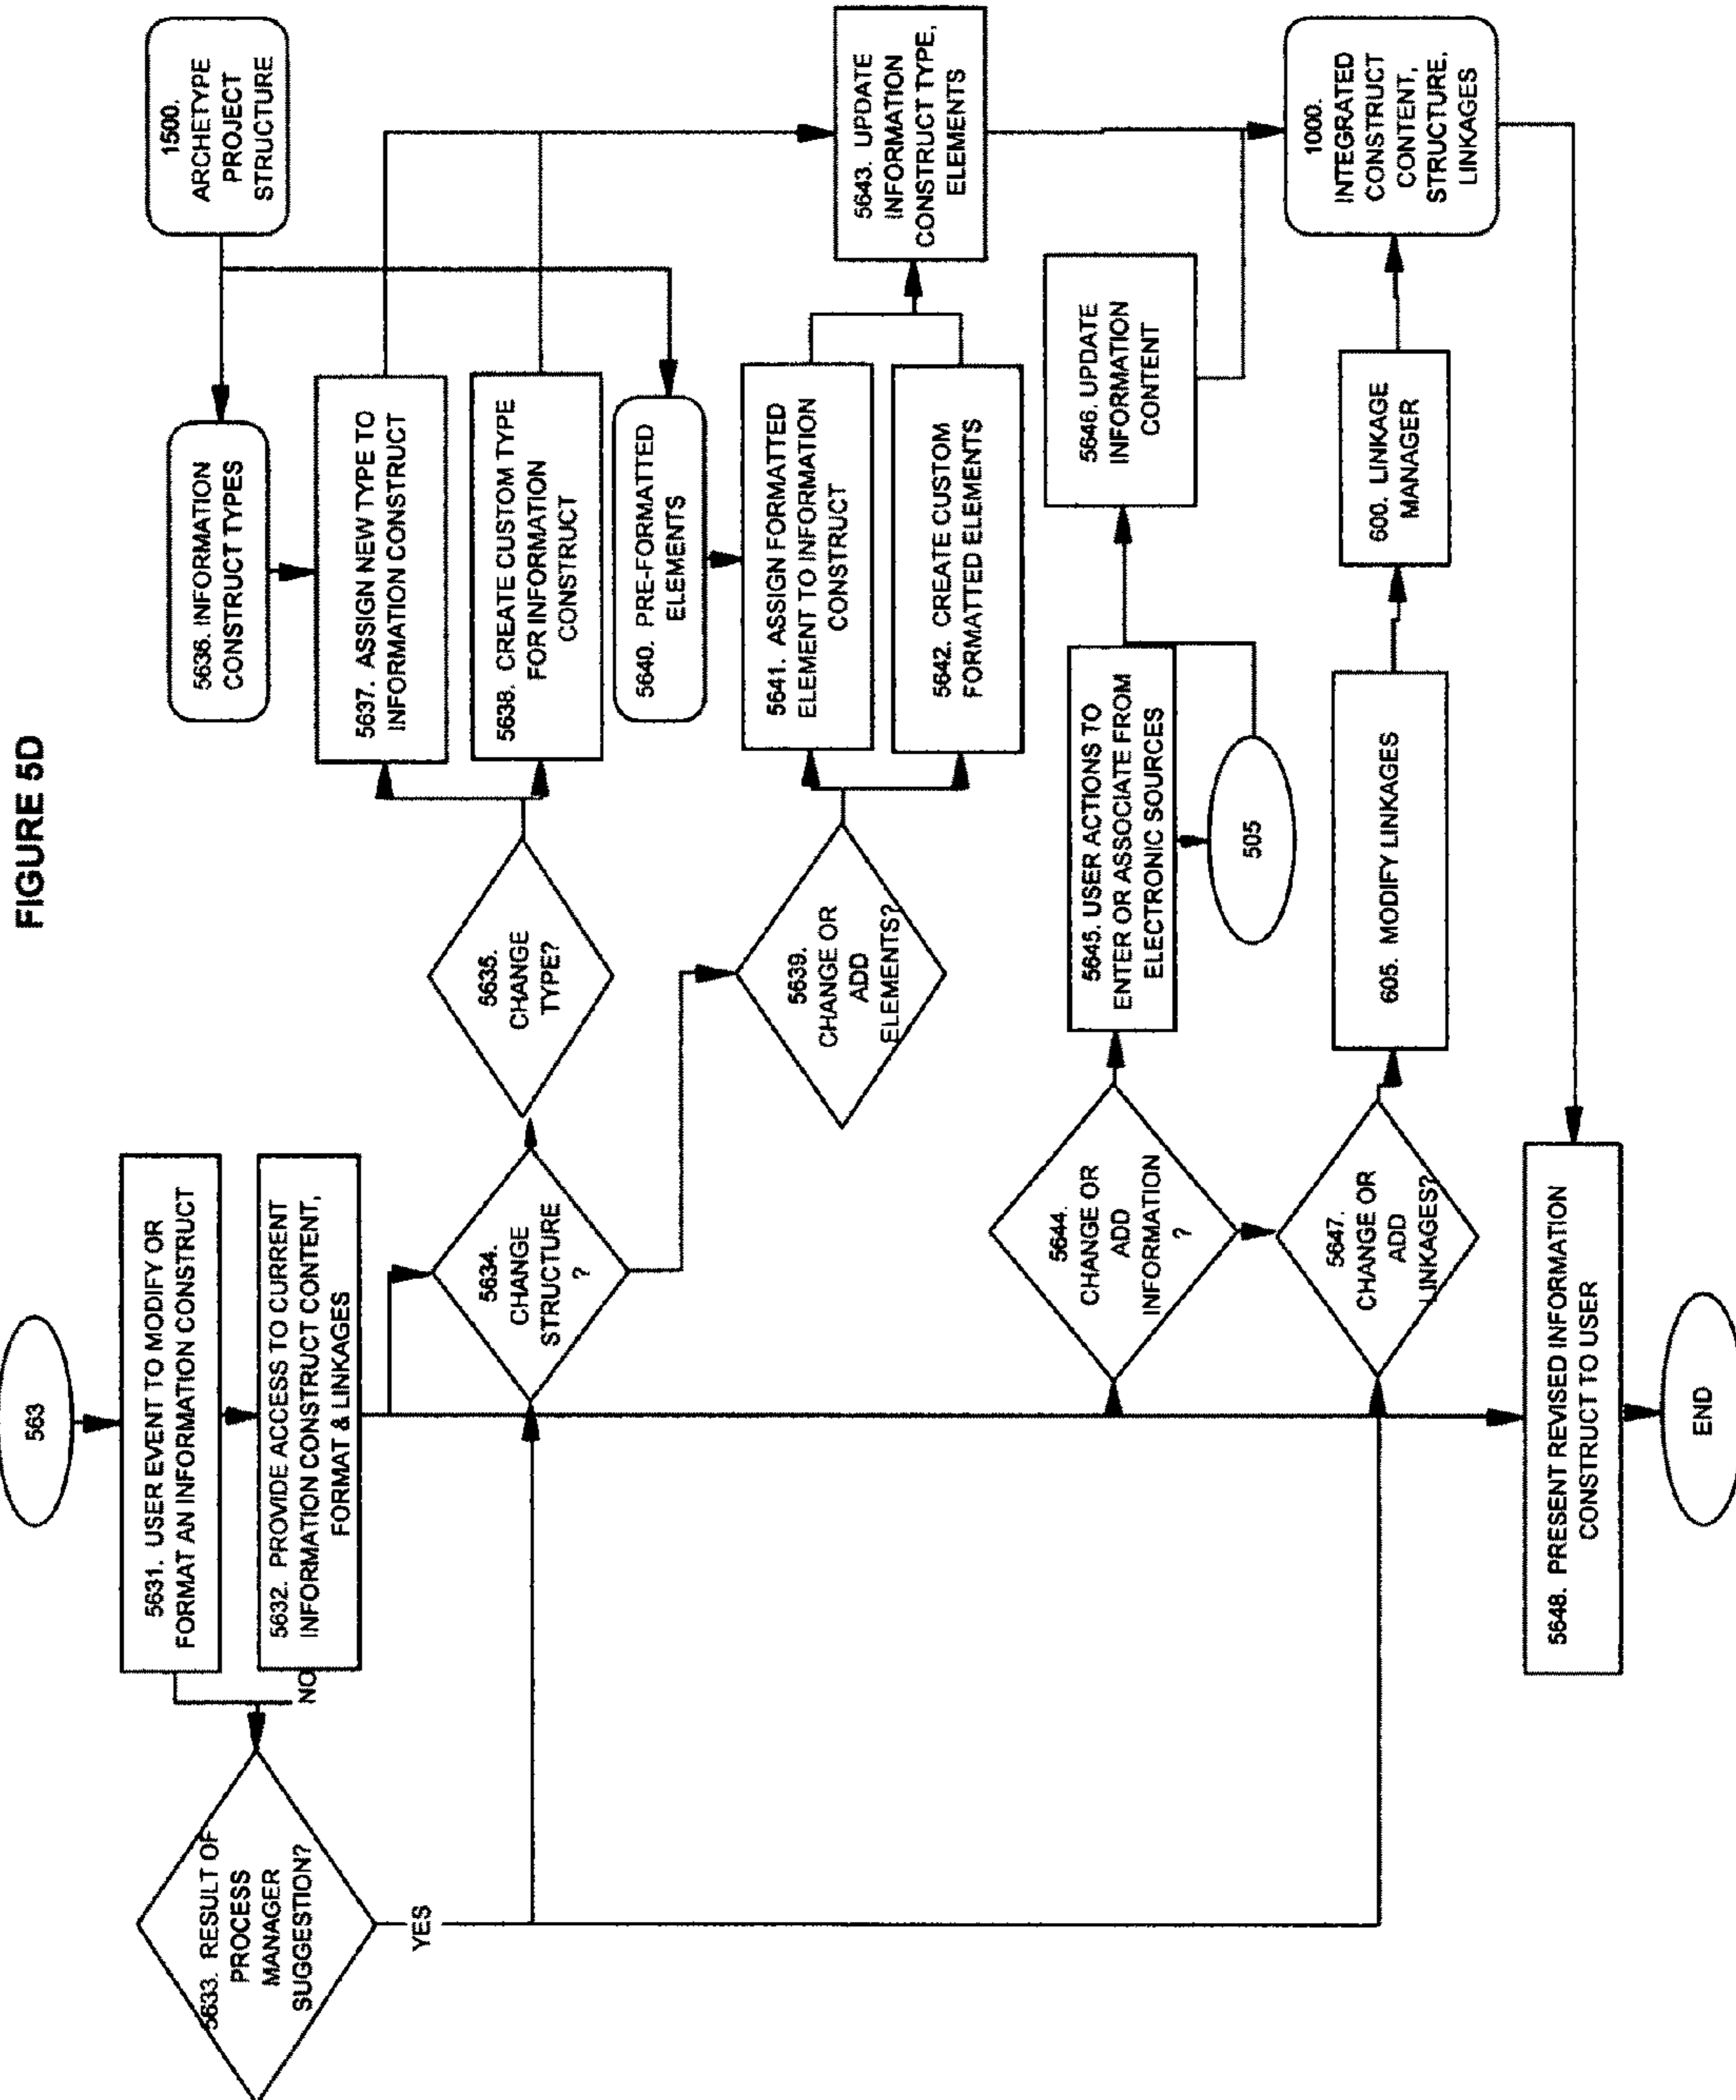 FIGURE 5D
563
5631. USER EVENT TO MODIFY OR
FORMAT AN INFORMATION CONSTRUCT
5632. PROVIDE ACCESS TO CURRENT
INFORMATION CONSTRUCT CONTENT,
FORMAT & LINKAGES
NO
5633. RESULT OF
PROCESS
MANAGER
SUGGESTION?
YES
5634.
CHANGE
STRUCTURE
?
5635.
CHANGE
TYPE?
1500.
ARCHETYPE
PROJECT
STRUCTURE
5636. INFORMATION
CONSTRUCT TYPES
5637. ASSIGN NEW TYPE TO
INFORMATION CONSTRUCT
5638. CREATE CUSTOM TYPE
FOR INFORMATION
CONSTRUCT
5639.
CHANGE OR
ADD
ELEMENTS?
5640. PRE-FORMATTED
ELEMENTS
5641. ASSIGN FORMATTED
ELEMENT TO INFORMATION
CONSTRUCT
5642. CREATE CUSTOM
FORMATTED ELEMENTS
5643. UPDATE
INFORMATION
CONSTRUCT TYPE,
ELEMENTS
5644.
CHANGE OR
ADD
INFORMATION
?
5645. USER ACTIONS TO
ENTER OR ASSOCIATE FROM
ELECTRONIC SOURCES
505
5646. UPDATE
INFORMATION
CONTENT
5647.
CHANGE OR
ADD
LINKAGES?
605. MODIFY LINKAGES
600. LINKAGE
MANAGER
1000.
INTEGRATED
CONSTRUCT
CONTENT,
STRUCTURE,
LINKAGES
5648. PRESENT REVISED INFORMATION
CONSTRUCT TO USER
END